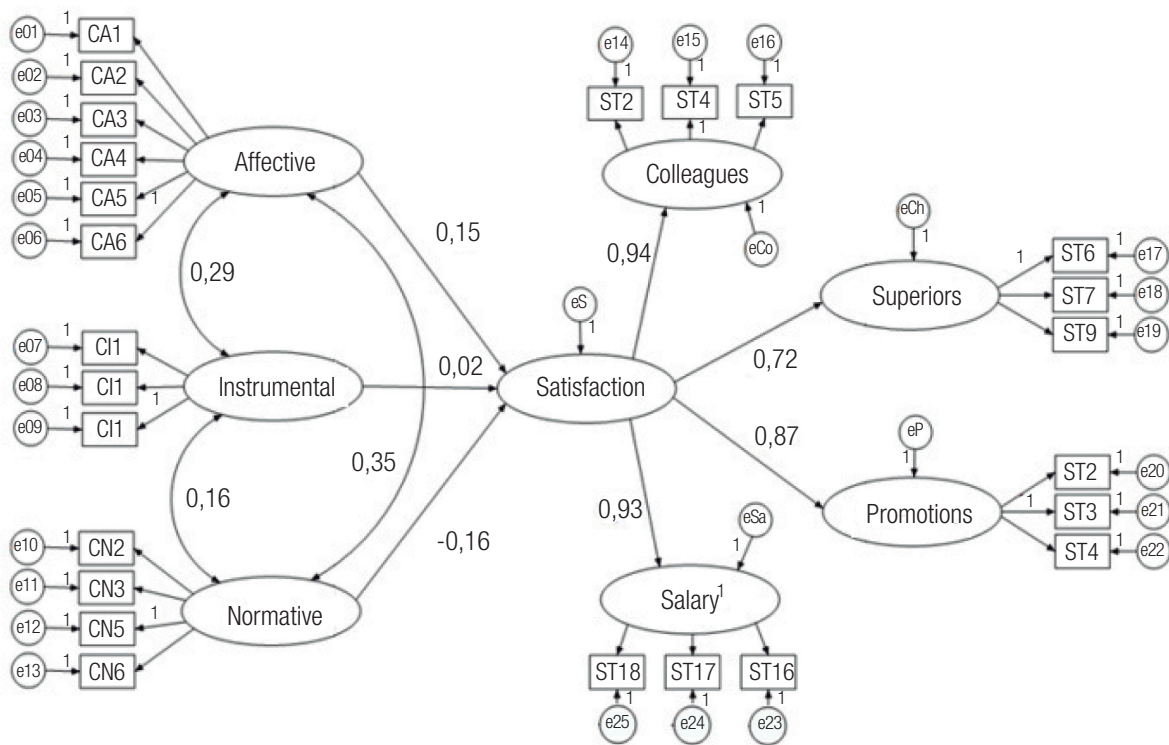 e01 1 CA1
e02 1 CA2
e03 1 CA3
e04 1 CA4
e05 1 CA5 1
e06 1 CA6
Affective
0,29
e07 1 CI1
e08 1 CI1 1
e09 1 CI1
Instrumental
0,16
0,35
e10 1 CN2
e11 1 CN3
e12 1 CN5 1
e13 1 CN6
Normative
0,15
0,02
-0,16
eS
1
Satisfaction
e14 e15 e16
1 1 1
ST2 ST4 ST5
1
Colleagues
1
eCo
0,94
eCh
1
Superiors
0,72
1 ST6 1 e17
ST7 1 e18
ST9 1 e19
0,87
eP
1
Promotions
ST2 1 e20
1 ST3 1 e21
ST4 1 e22
0,93
eSa
1
Salary 1
ST18 ST17 ST16
1 1 1
e25 e24 e23